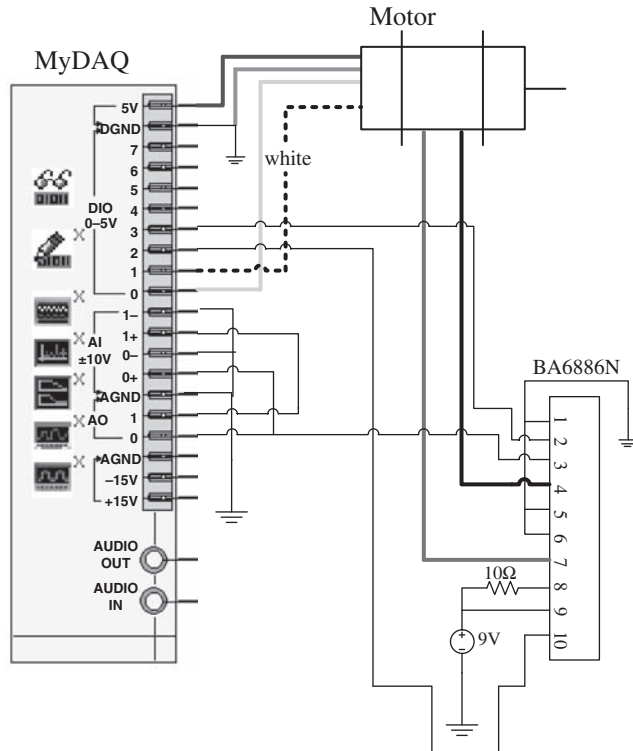 Motor
MyDAQ
5V
DGND
7
6
5
4
3
2
1
0
DIO
0–5V
white
1–
1+
0–
0+
AGND
1
0
AGND
–15V
+15V
AI
±10V
AO
AUDIO
OUT
AUDIO
IN
X
X
X
X
X
X
BA6886N
1
2
3
4
5
6
7
8
9
10
10Ω
9V
+
−